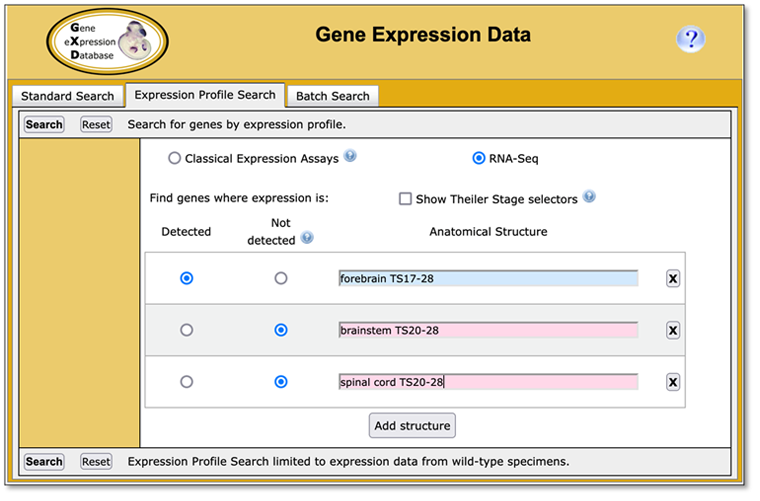 Gene
eXpression
Database
Gene Expression Data
?
Standard Search
Expression Profile Search
Batch Search
Search
Reset
Search for genes by expression profile.
Classical Expression Assays ?
RNA-Seq
Find genes where expression is:
Show Theiler Stage selectors ?
Detected
Not
detected ?
Anatomical Structure
forebrain TS17-28
X
brainstem TS20-28
X
spinal cord TS20-28
X
Add structure
Search
Reset
Expression Profile Search limited to expression data from wild-type specimens.